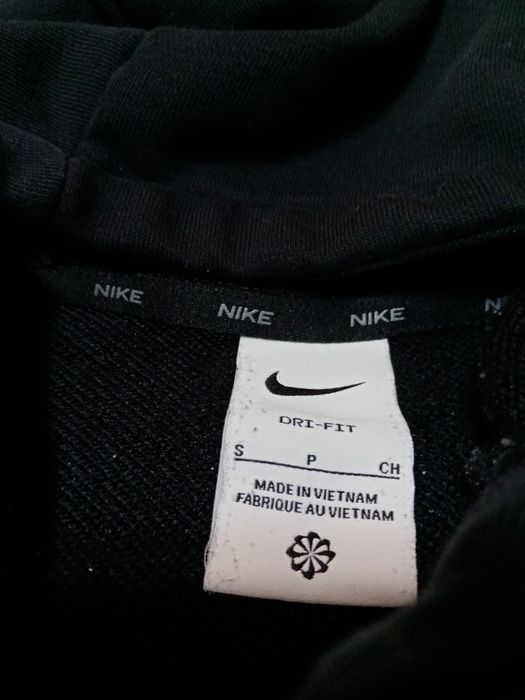 NIKE NIKE NIKE N
DRI-FIT
S P CH
MADE IN VIETNAM
FABRIQUE AU VIETNAM